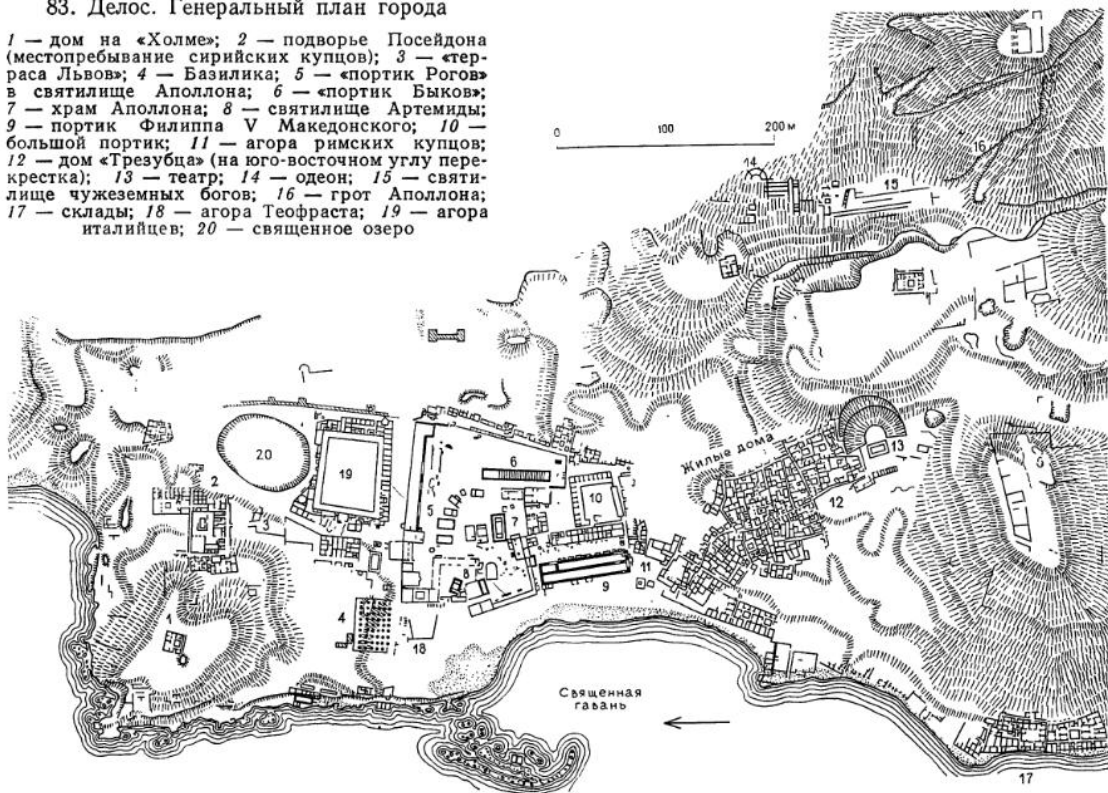 83. Делос. Генеральный план города
1 — дом на «Холме»; 2 — подворье Посейдона
(местопребывание сирийских купцов); 3 — «тер-
раса Львов»; 4 — Базилика; 5 — «портик Рогов»
в святилище Аполлона; 6 — «портик Быков»;
7 — храм Аполлона; 8 — святилище Артемиды;
9 — портик Филиппа V Македонского; 10 —
большой портик; 11 — агора римских купцов;
12 — дом «Трезубца» (на юго-восточном углу пере-
крестка); 13 — театр; 14 — одеон; 15 — святи-
лище чужеземных богов; 16 — грот Аполлона;
17 — склады; 18 — агора Теофраста; 19 — агора
италийцев; 20 — священное озеро
0 100 200 м
14
16
15
Жилые дома
13
20
19
6
2
5
10
7
12
3
8
11
9
4
1
18
Священная
гавань
17